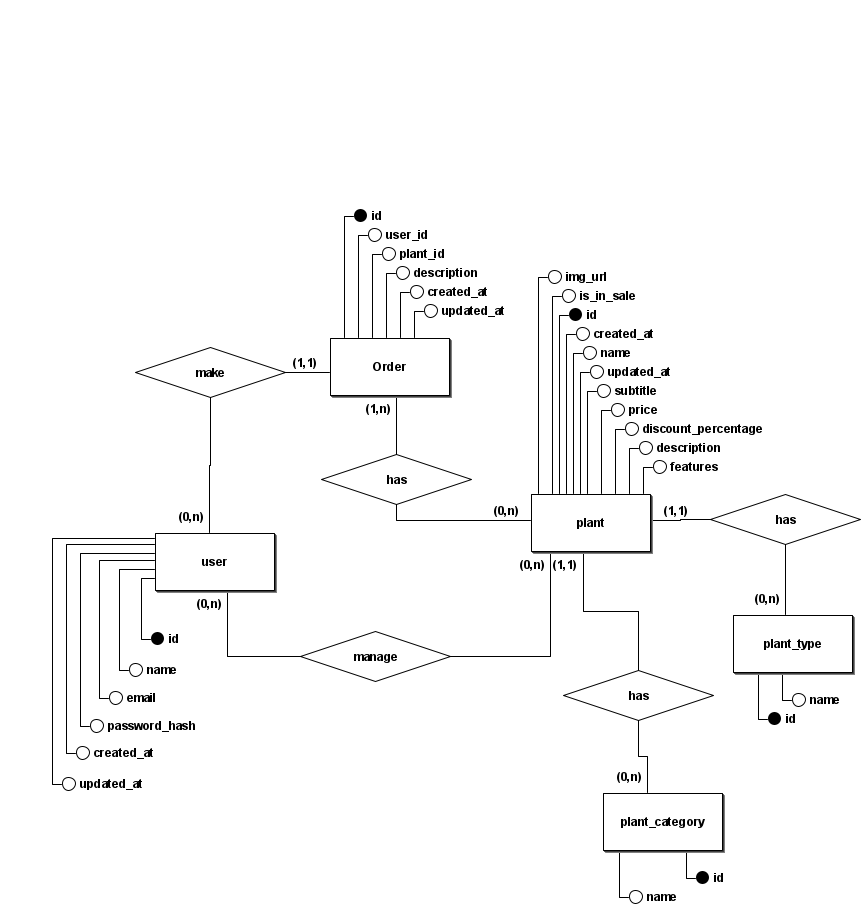 id
user_id
plant_id
description
created_at
updated_at
Order
make
(1,1)
(1,n)
has
(0,n)
img_url
is_in_sale
id
created_at
name
updated_at
subtitle
price
discount_percentage
description
features
(0,n)
plant
(1,1)
has
(0,n)
plant_type
name
id
user
(0,n)
id
name
email
password_hash
created_at
updated_at
manage
(0,n)
(1,1)
has
(0,n)
plant_category
id
name